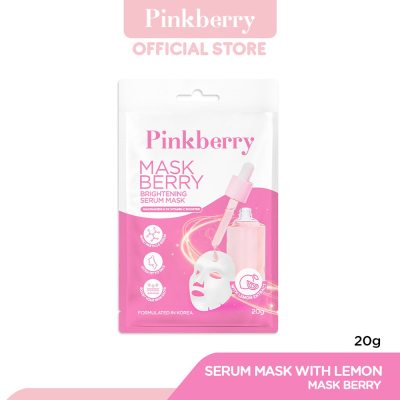 Pinkberry
OFFICIAL STORE
Pinkberry
MASK
BERRY
BRIGHTENING
SERUM MASK
FORMULATED IN KOREA
20g
20g
SERUM MASK WITH LEMON
MASK BERRY